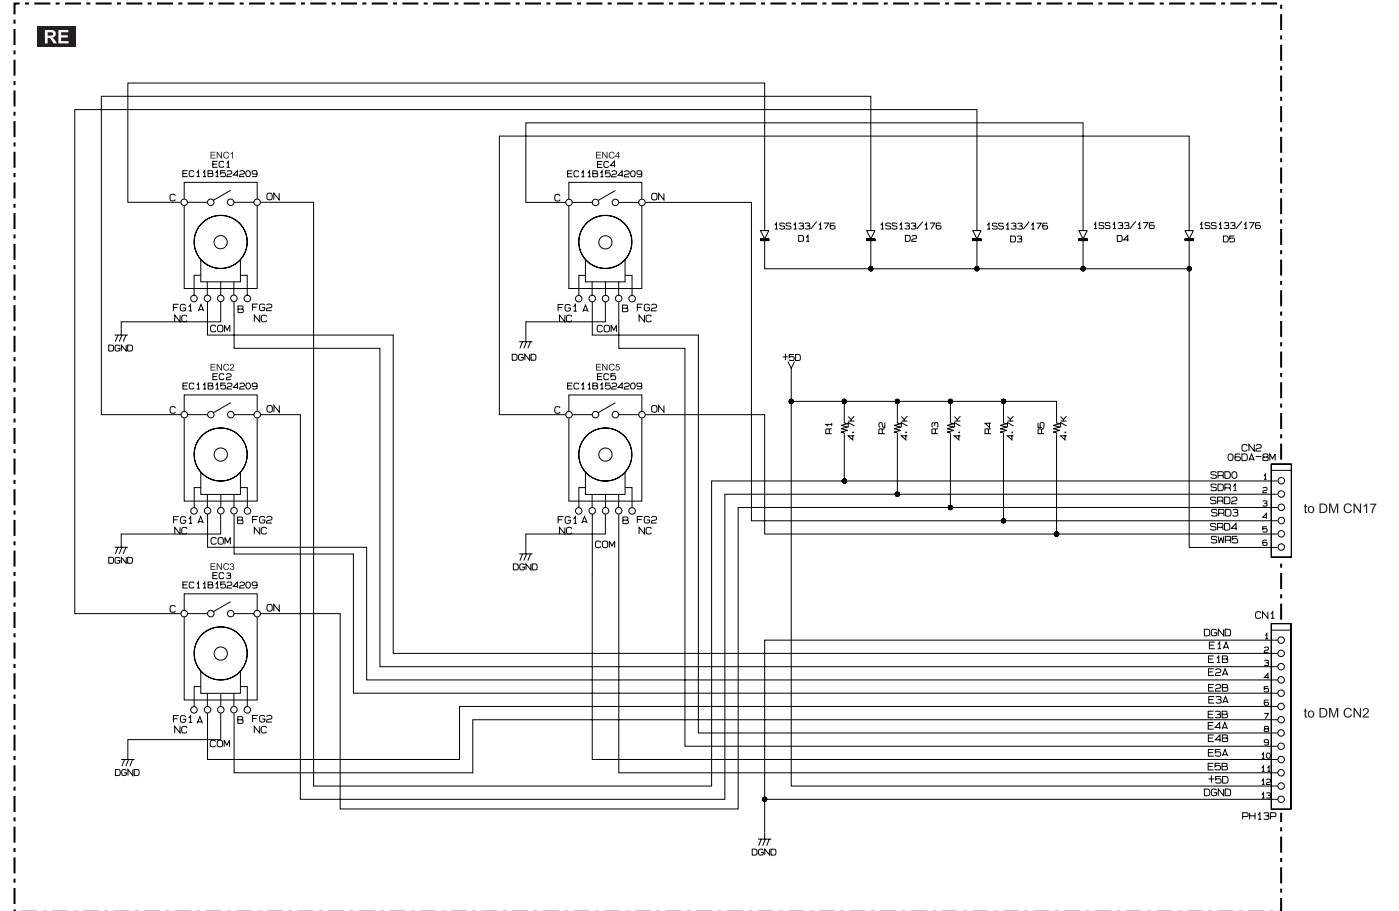 RE
ENC1
EC1
EC11B1524209
C
ON
FG1 A
B
FG2
NC
NC
COM
DGND
ENC4
EC4
EC11B1524209
C
ON
FG1 A
B
FG2
NC
NC
COM
DGND
1SS133/176
D1
1SS133/176
D2
1SS133/176
D3
1SS133/176
D4
1SS133/176
D5
ENC2
EC2
EC11B1524209
C
ON
FG1 A
B
FG2
NC
NC
COM
DGND
ENC5
EC5
EC11B1524209
C
ON
FG1 A
B
FG2
NC
NC
COM
DGND
+5D
R1
4.7K
R2
4.7K
R3
4.7K
R4
4.7K
R5
4.7K
CN2
06DA-8M
SRD0 1
SDR1 2
SRD2 3
SRD3 4
SRD4 5
SWR5 6
to DM CN17
ENC3
EC3
EC11B1524209
C
ON
FG1 A
B
FG2
NC
NC
COM
DGND
CN1
DGND 1
E1A 2
E1B 3
E2A 4
E2B 5
E3A 6
E3B 7
E4A 8
E4B 9
E5A 10
E5B 11
+5D 12
DGND 13
PH13P
to DM CN2
DGND